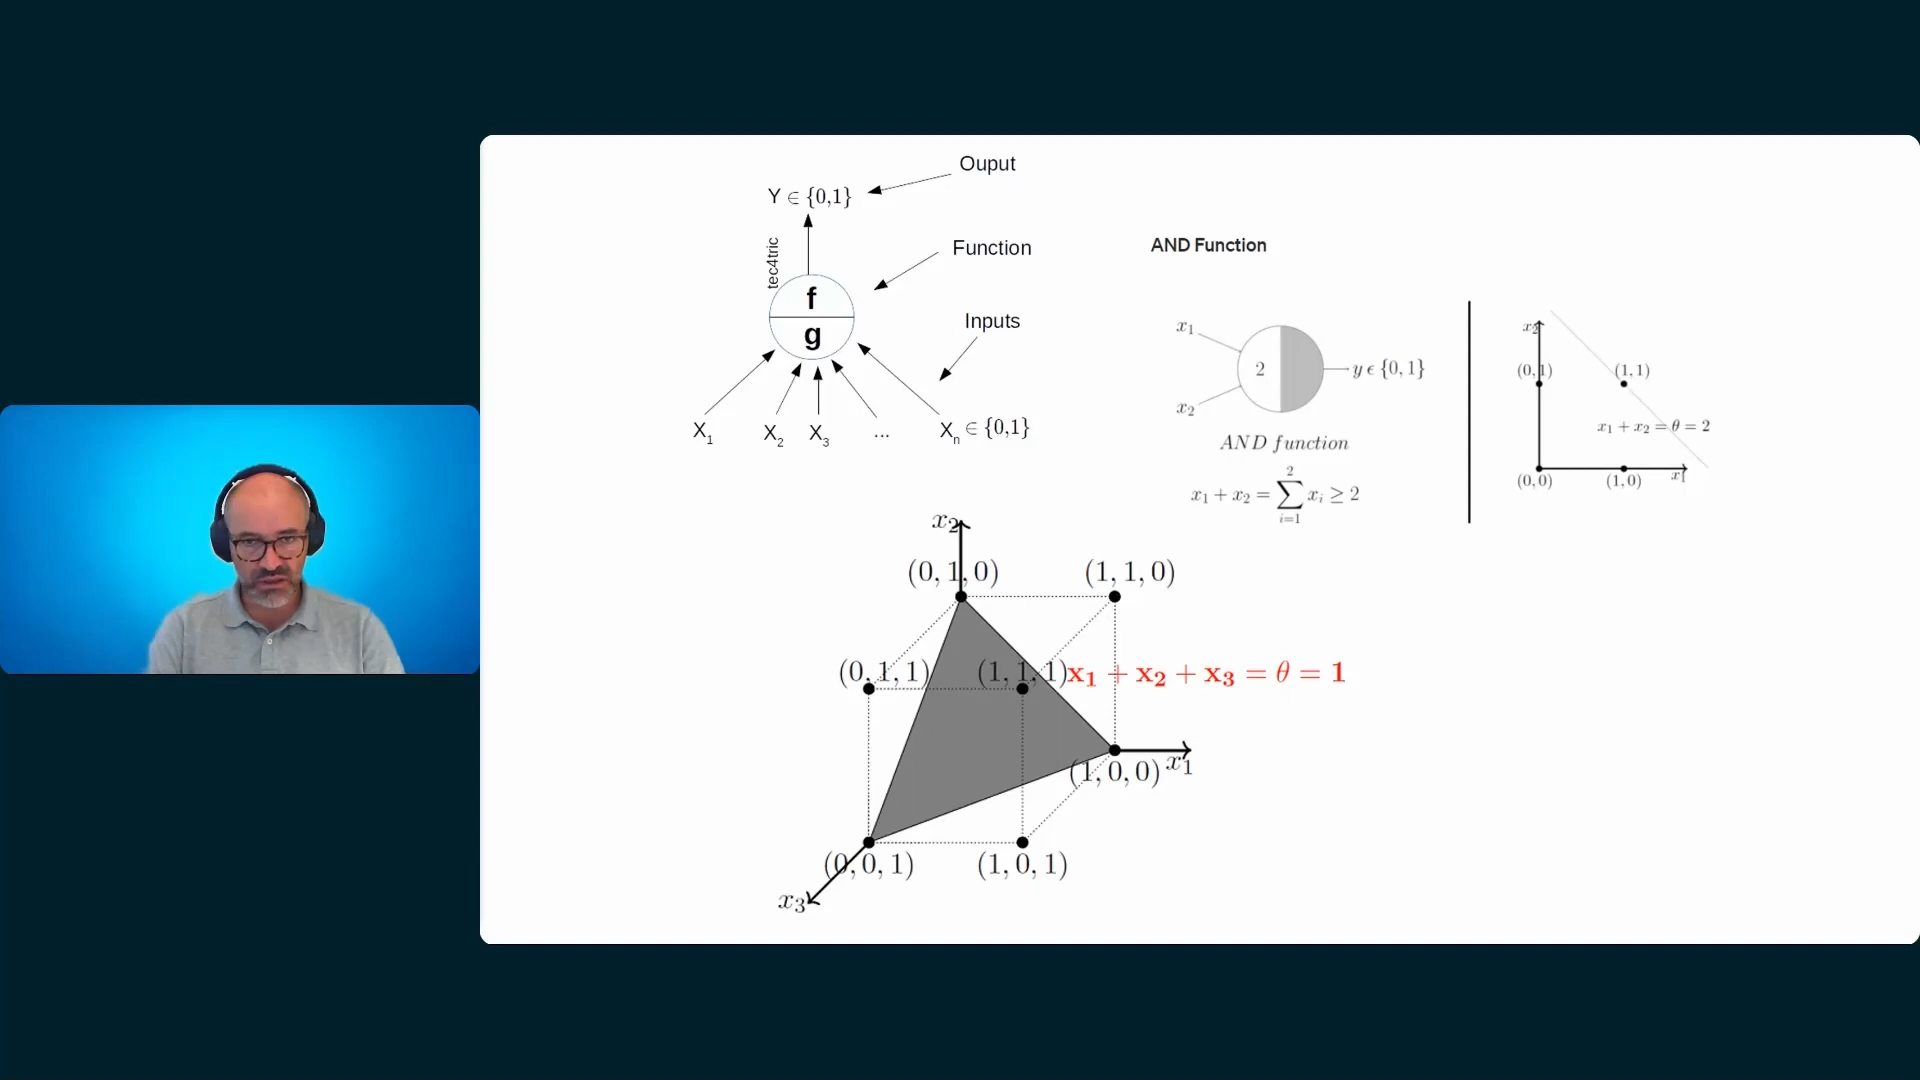 Ouput
Y ∈ {0,1}
tec4tric
Function
f
g
Inputs
X₁ X₂ X₃ ... Xₙ ∈ {0,1}
AND Function
x₁
2
y ϵ {0, 1}
x₂
AND function
x₁ + x₂ = ∑ᵢ₌₁² xᵢ ≥ 2
x₂
(0, 1) (1, 1)
x₁ + x₂ = θ = 2
(0, 0) (1, 0) x₁
x₂
(0, 1, 0) (1, 1, 0)
(0, 1, 1) (1, 1, 1) x₁ + x₂ + x₃ = θ = 1
(1, 0, 0) x₁
(0, 0, 1) (1, 0, 1)
x₃